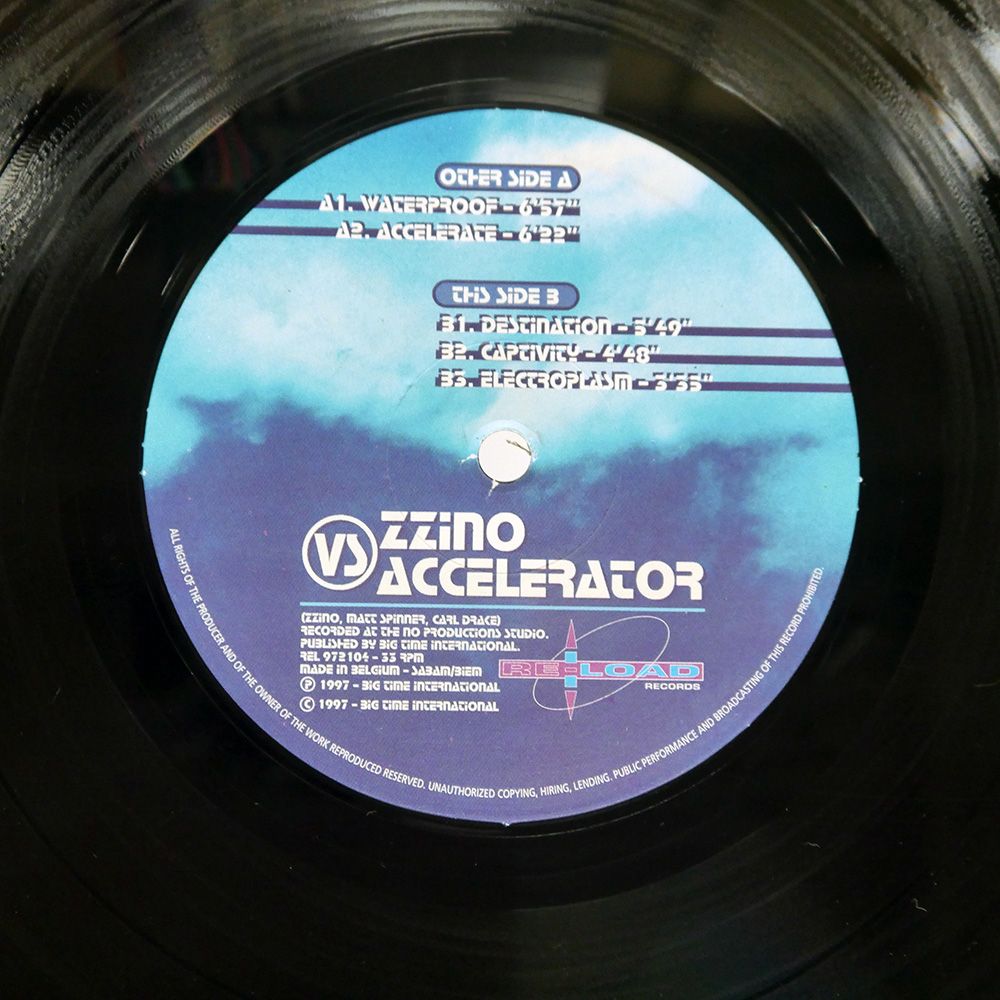 OTHER SIDE A
A1. WATERPROOF - 6'57"
A2. ACCELERATE - 6'22"
THIS SIDE B
B1. DESTINATION - 5'49"
B2. CAPTIVITY - 4'48"
B3. ELECTROPLASM - 5'55"
VS ZZINO
ACCELERATOR
(ZZINO, MATT SPINNER, CARL DRAKE)
RECORDED AT THE NO PRODUCTIONS STUDIO.
PUBLISHED BY BIG TIME INTERNATIONAL.
REL 972104 - 33 RPM
MADE IN BELGIUM - SABAM/BIEM
℗ 1997 - BIG TIME INTERNATIONAL
© 1997 - BIG TIME INTERNATIONAL
RELOAD
RECORDS
ALL RIGHTS OF THE PRODUCER AND OF THE OWNER OF THE WORK REPRODUCED RESERVED. UNAUTHORIZED COPYING, HIRING, LENDING. PUBLIC PERFORMANCE AND BROADCASTING OF THIS RECORD PROHIBITED.